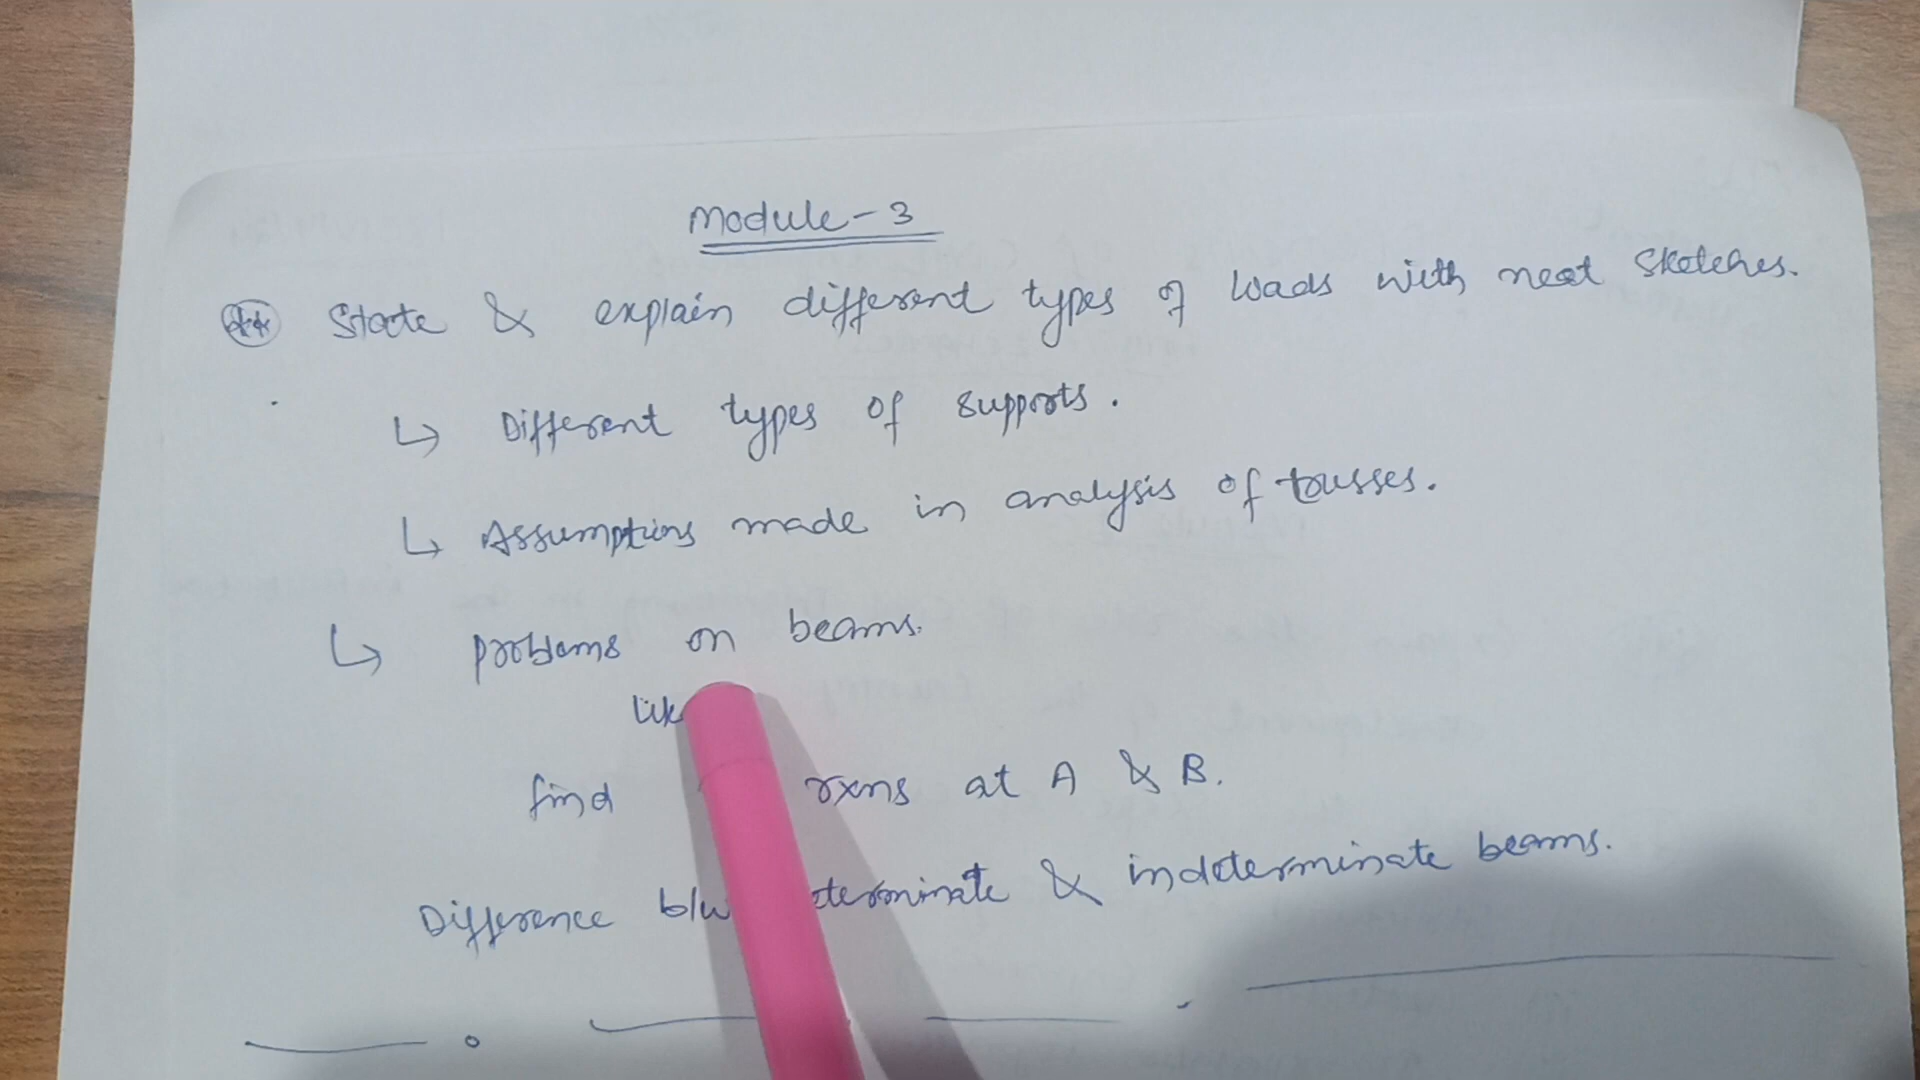 Module-3
** State & explain different types of loads with neat sketches.
↳ Different types of supports.
↳ Assumptions made in analysis of trusses.
↳ problems on beams.
find rxns at A & B.
Difference b/w & indeterminate beams.